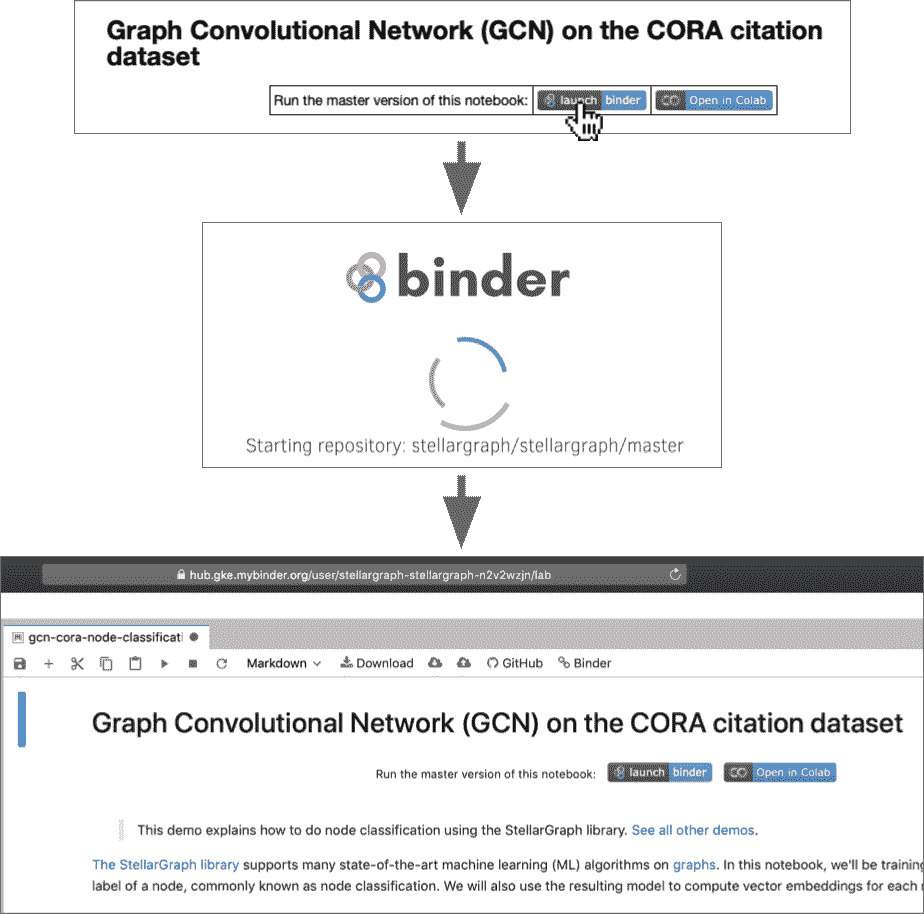 Graph Convolutional Network (GCN) on the CORA citation
dataset
Run the master version of this notebook: launch binder Open in Colab
binder
Starting repository: stellargraph/stellargraph/master
hub.gke.mybinder.org/user/stellargraph-stellargraph-n2v2wzjn/lab
gcn-cora-node-classificati
Markdown Download GitHub Binder
Graph Convolutional Network (GCN) on the CORA citation dataset
Run the master version of this notebook: launch binder Open in Colab
This demo explains how to do node classification using the StellarGraph library. See all other demos.
The StellarGraph library supports many state-of-the-art machine learning (ML) algorithms on graphs. In this notebook, we'll be training
label of a node, commonly known as node classification. We will also use the resulting model to compute vector embeddings for each